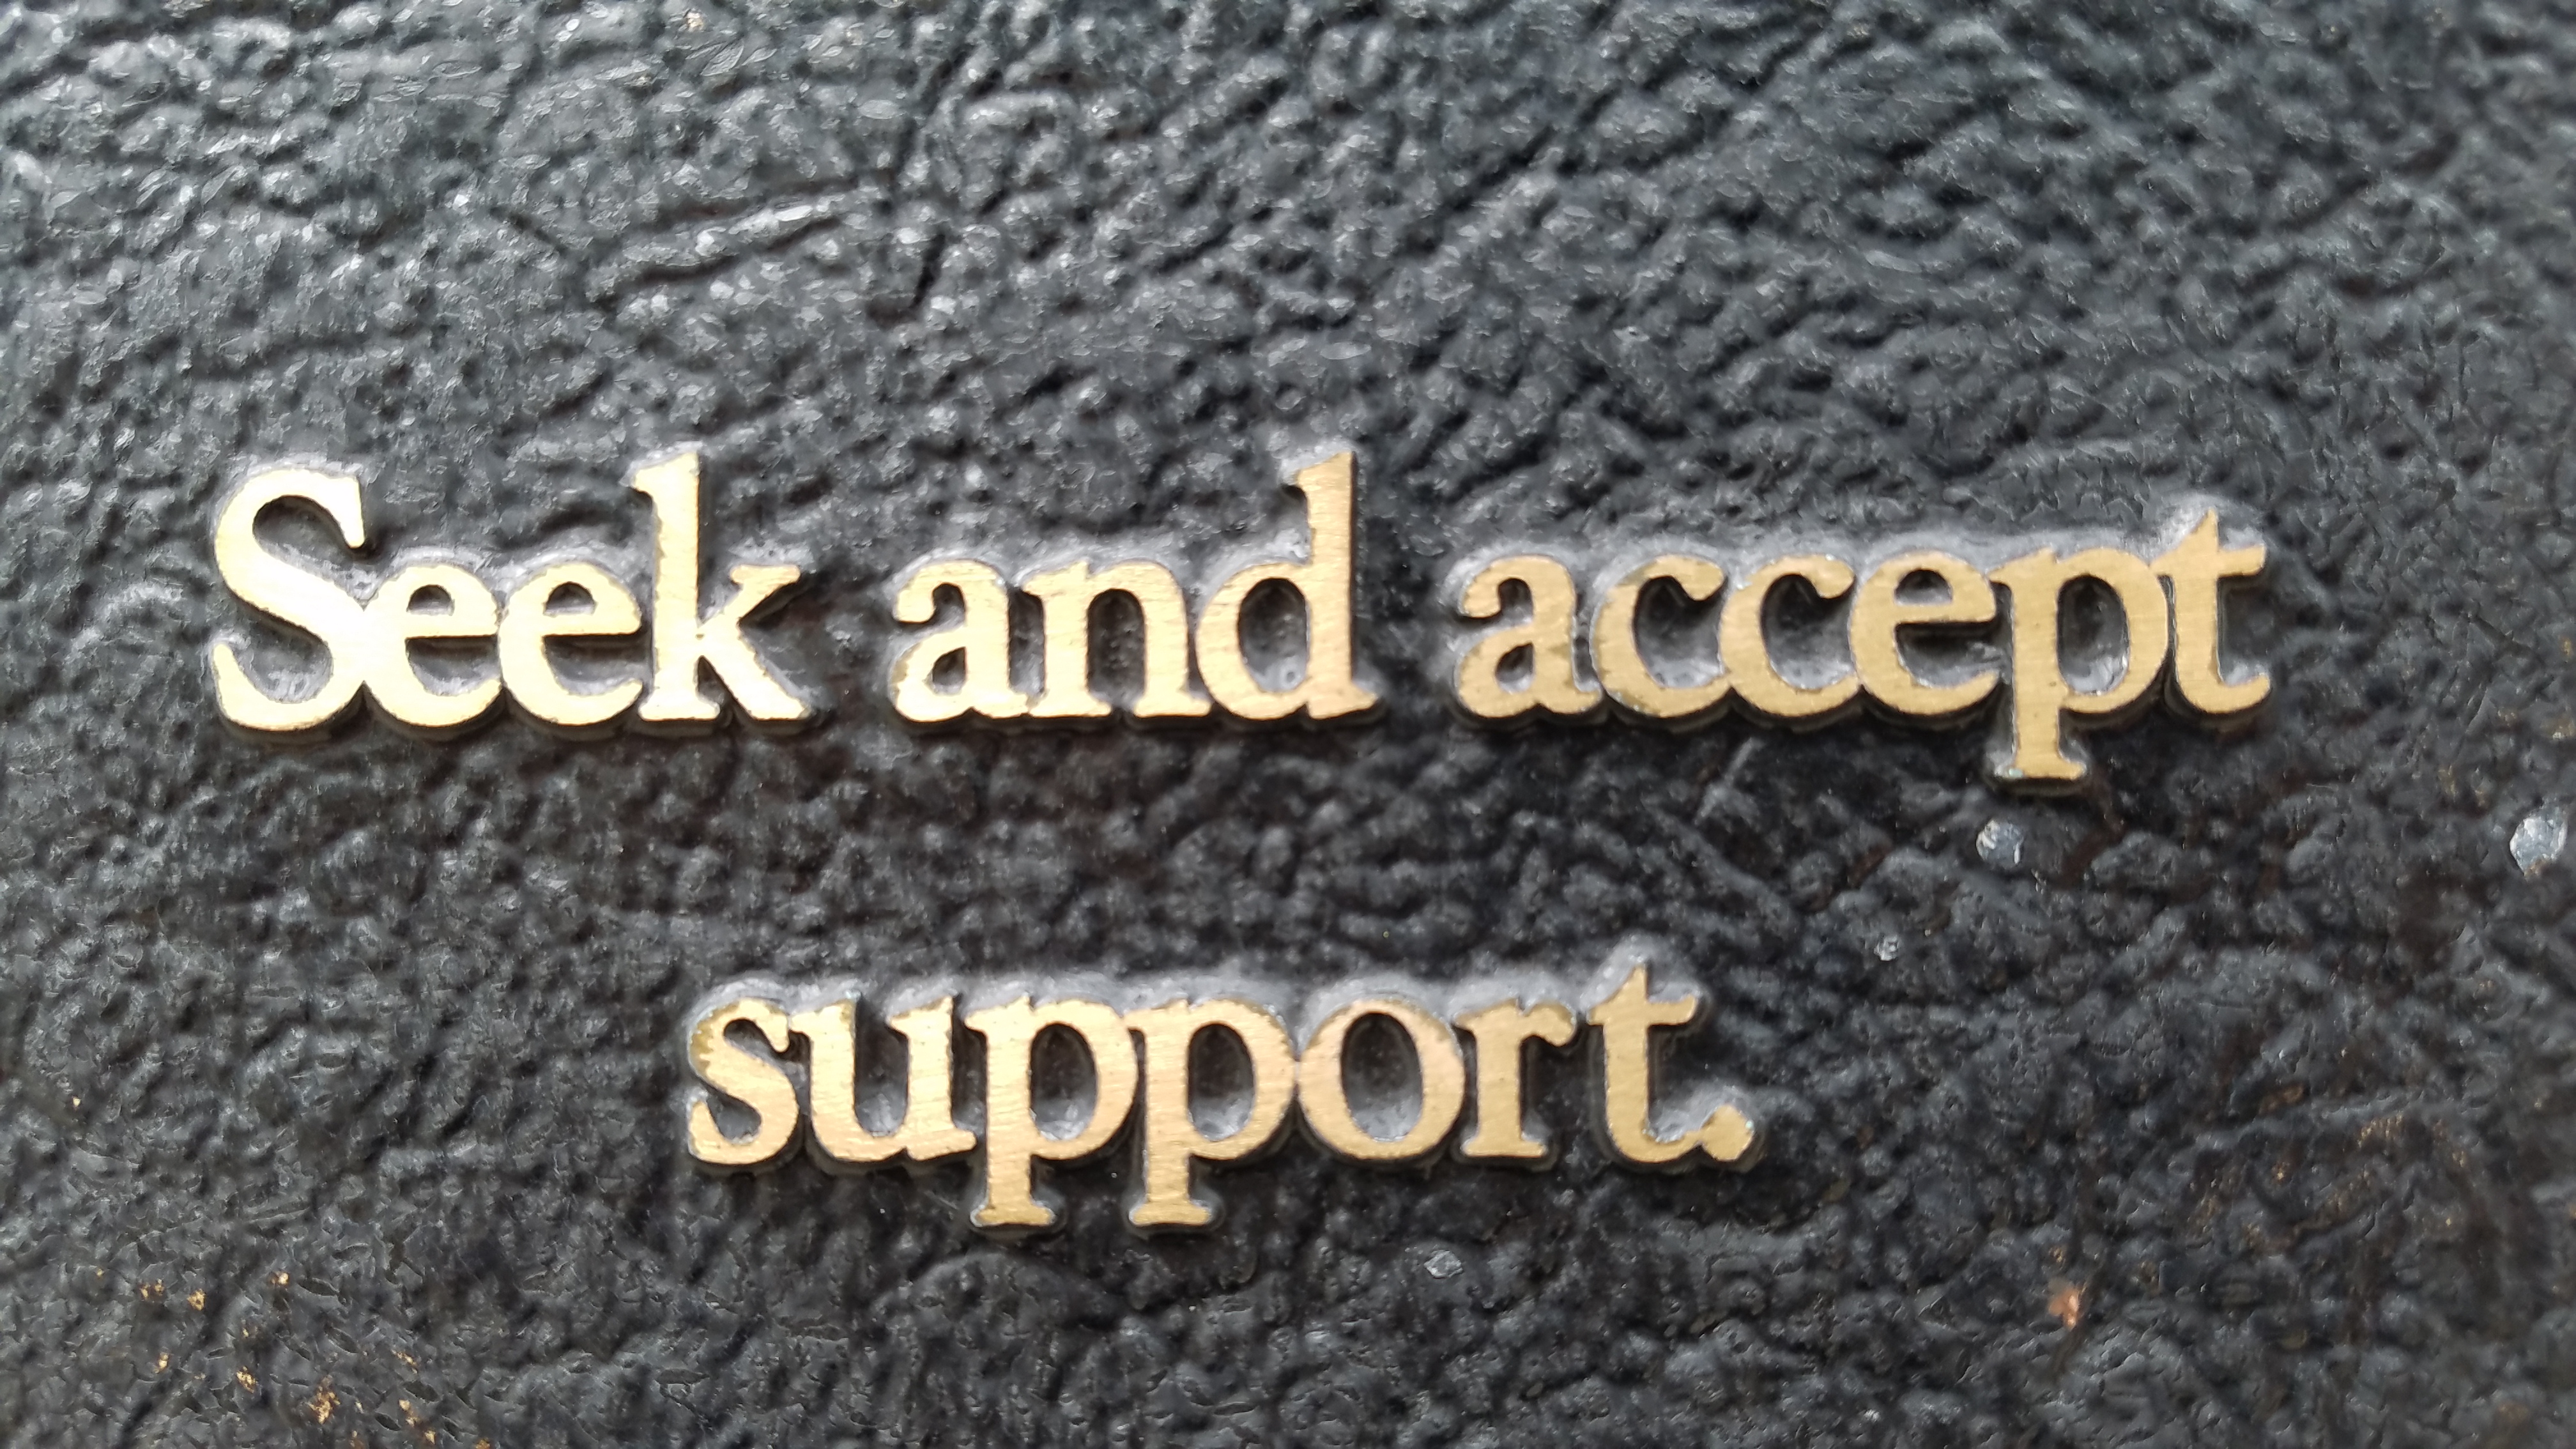 Seek and accept
support.